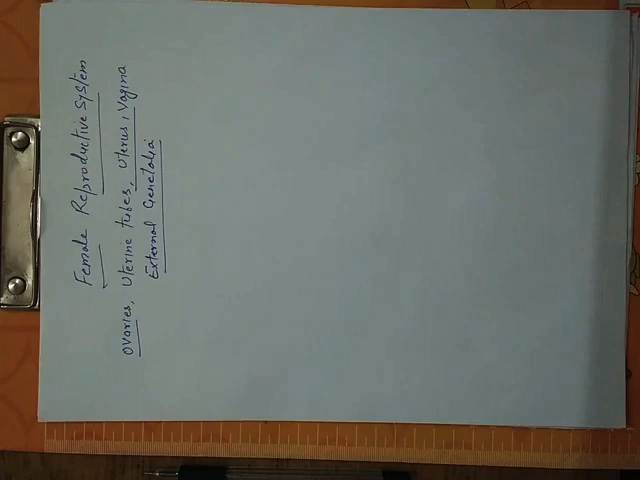 Female Reproductive System
Ovaries, Uterine tubes, Uterus, Vagina
External Genetalia